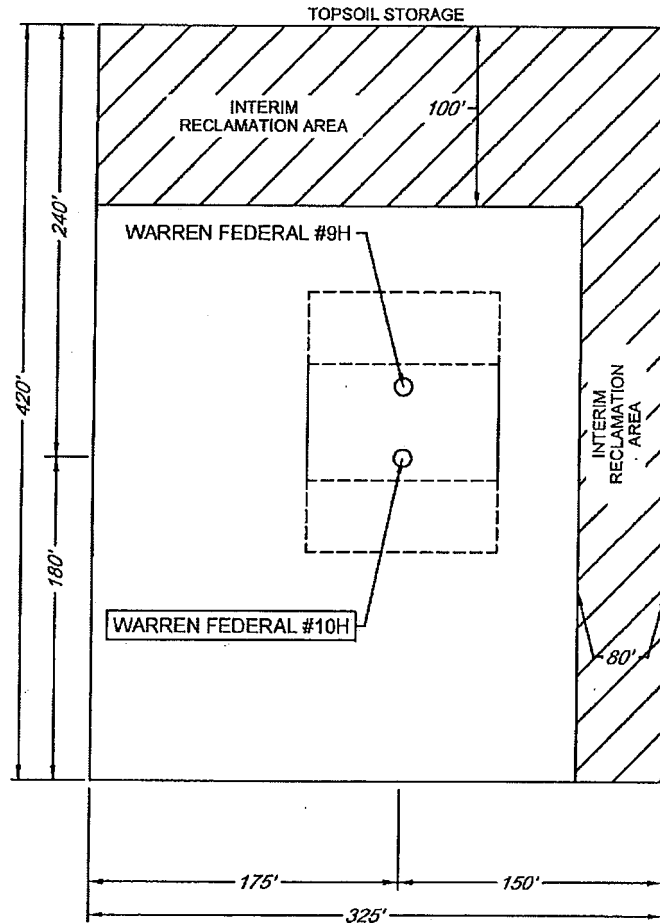 TOPSOIL STORAGE
INTERIM
RECLAMATION AREA
100'
WARREN FEDERAL #9H
240'
420'
INTERIM
RECLAMATION
AREA
180'
WARREN FEDERAL #10H
80'
175'
150'
325'